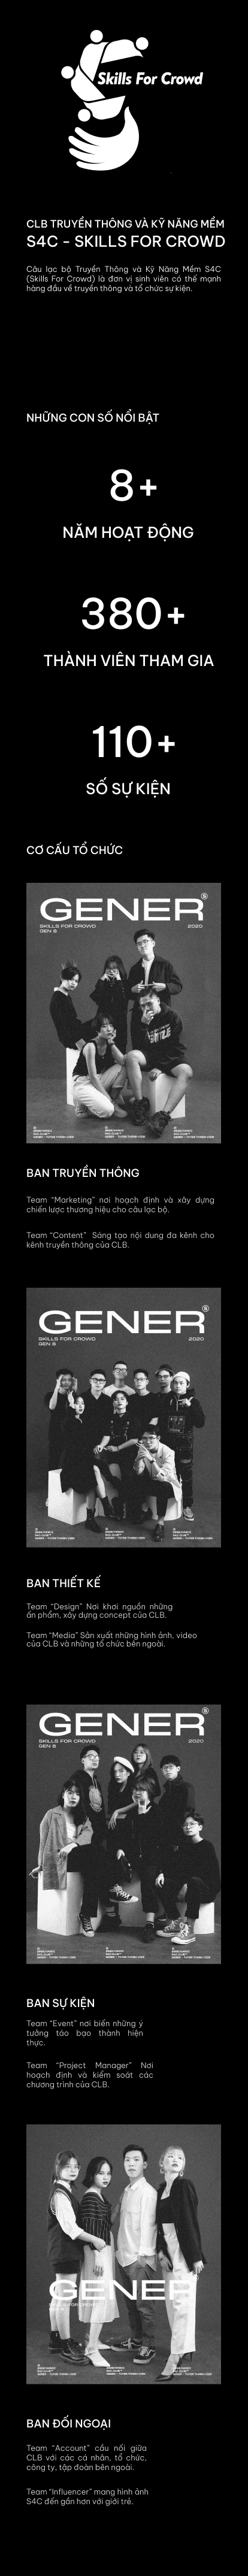 Skills For Crowd
CLB TRUYỀN THÔNG VÀ KỸ NĂNG MỀM
S4C - SKILLS FOR CROWD
Câu lạc bộ Truyền Thông và Kỹ Năng Mềm S4C
(Skills For Crowd) là đơn vị sinh viên có thế mạnh
hàng đầu về truyền thông và tổ chức sự kiện.
NHỮNG CON SỐ NỔI BẬT
8+
NĂM HOẠT ĐỘNG
380+
THÀNH VIÊN THAM GIA
110+
SỐ SỰ KIỆN
CƠ CẤU TỔ CHỨC
GENER
SKILLS FOR CROWD
GEN 8
2020
BAN TRUYỀN THÔNG
Team “Marketing” nơi hoạch định và xây dựng
chiến lược thương hiệu cho câu lạc bộ.
Team “Content” Sáng tạo nội dung đa kênh cho
kênh truyền thông của CLB.
GENER
SKILLS FOR CROWD
GEN 8
2020
BAN THIẾT KẾ
Team “Design” Nơi khơi nguồn những
ấn phẩm, xây dựng concept của CLB.
Team “Media” Sản xuất những hình ảnh, video
của CLB và những tổ chức bên ngoài.
GENER
SKILLS FOR CROWD
GEN 8
2020
BAN SỰ KIỆN
Team “Event” nơi biến những ý
tưởng táo bạo thành hiện
thực.
Team “Project Manager” Nơi
hoạch định và kiểm soát các
chương trình của CLB.
GENER
BAN ĐỐI NGOẠI
Team “Account” cầu nối giữa
CLB với các cá nhân, tổ chức,
công ty, tập đoàn bên ngoài.
Team “Influencer” mang hình ảnh
S4C đến gần hơn với giới trẻ.